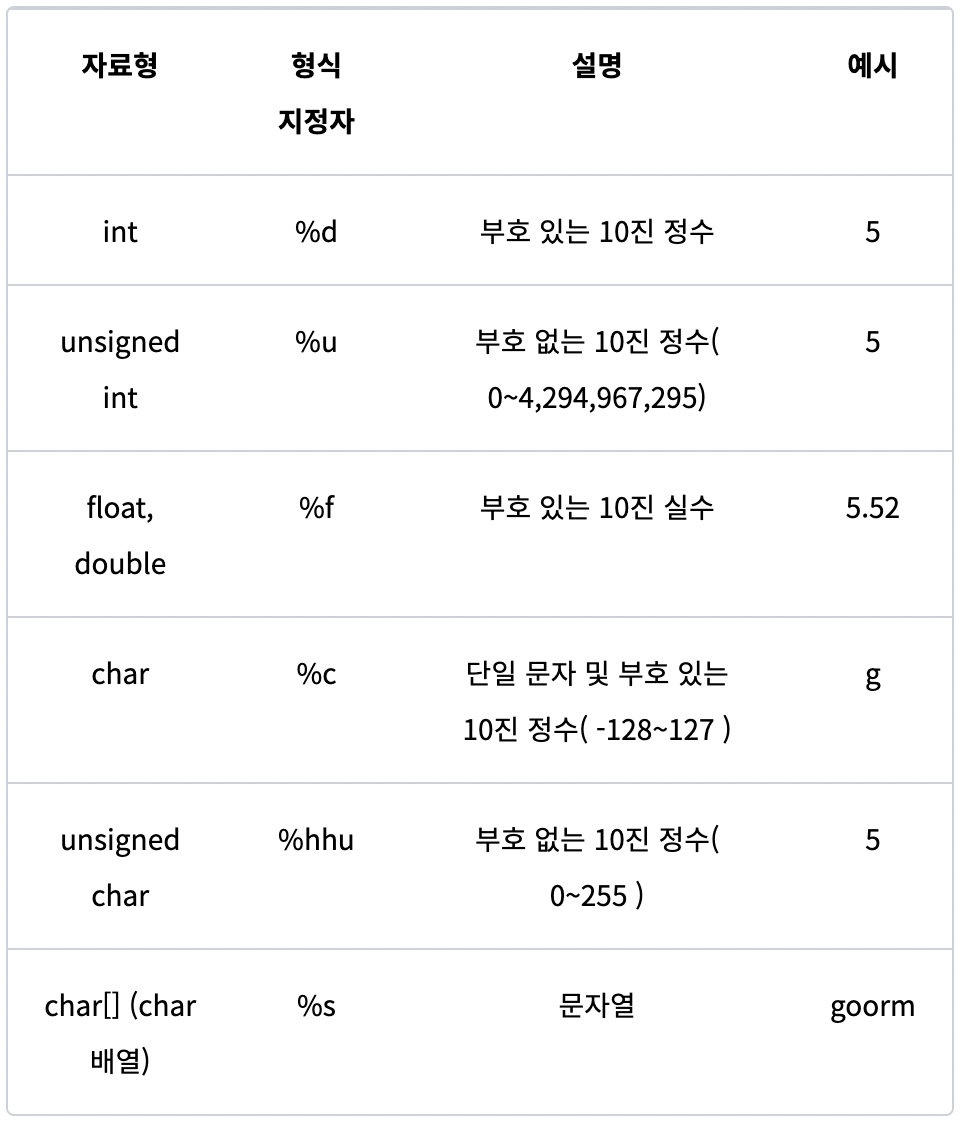 자료형 형식 설명 예시
지정자
int %d 부호 있는 10진 정수 5
unsigned %u 부호 없는 10진 정수( 5
int 0~4,294,967,295)
float, %f 부호 있는 10진 실수 5.52
double
char %c 단일 문자 및 부호 있는 g
10진 정수( -128~127 )
unsigned %hhu 부호 없는 10진 정수( 5
char 0~255 )
char[] (char %s 문자열 goorm
배열)